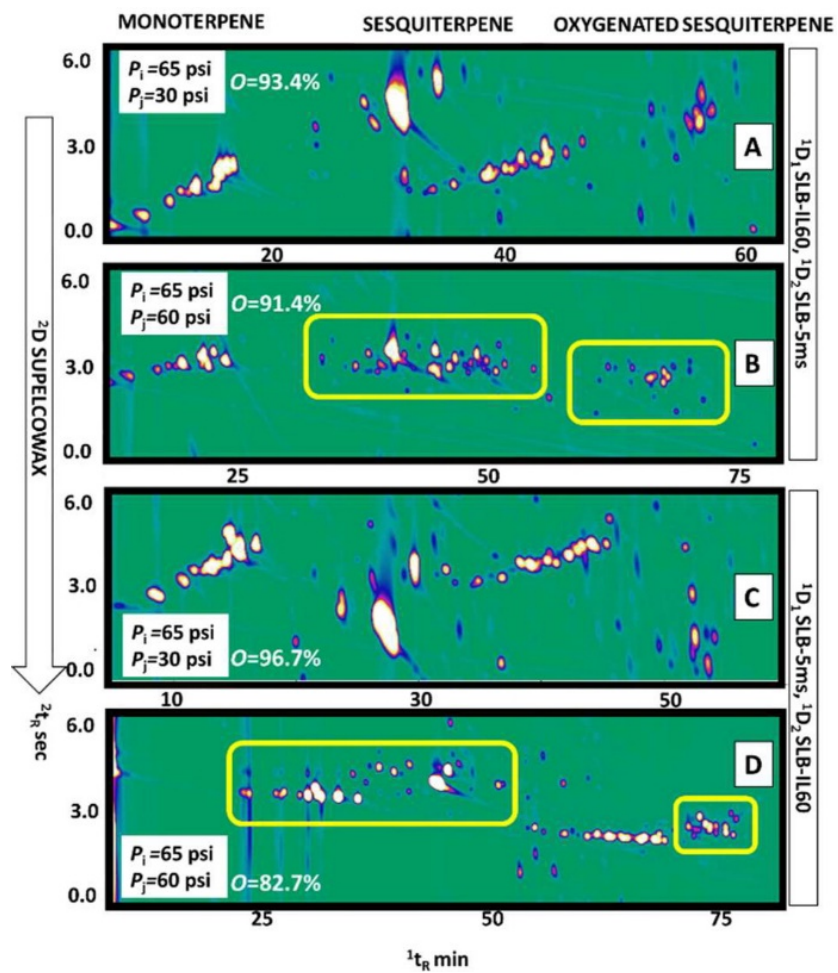 MONOTERPENE SESQUITERPENE OXYGENATED SESQUITERPENE
6.0
3.0
0.0
Pᵢ =65 psi
Pⱼ=30 psi
O=93.4%
A
20 40 60
6.0
3.0
0.0
Pᵢ =65 psi
Pⱼ=60 psi
O=91.4%
B
25 50 75
¹D₁ SLB-IL60, ¹D₂ SLB-5ms
²D SUPELCOWAX
6.0
3.0
0.0
Pᵢ =65 psi
Pⱼ=30 psi
O=96.7%
C
10 30 50
²tR sec
6.0
3.0
0.0
Pᵢ =65 psi
Pⱼ=60 psi
O=82.7%
D
25 50 75
¹D₁ SLB-5ms, ¹D₂ SLB-IL60
¹tR min